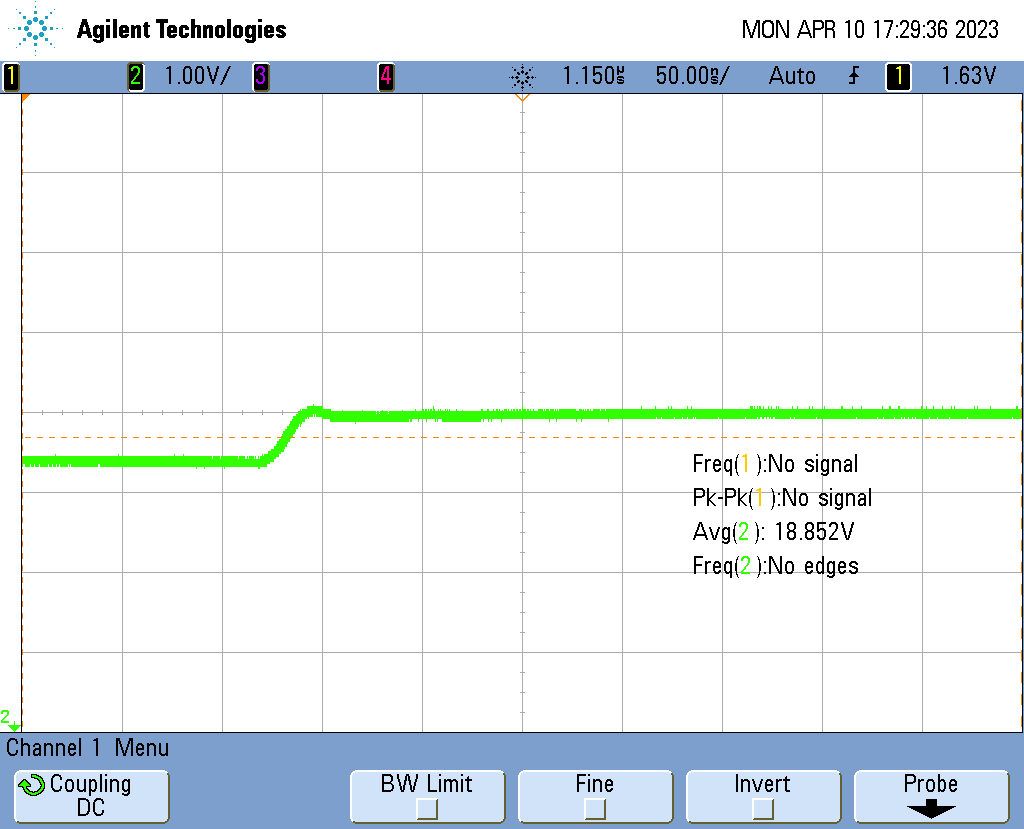 Agilent Technologies
MON APR 10 17:29:36 2023
1 2 1.00V/ 3 4 1.150µs 50.00ns/ Auto 1 1.63V
Freq(1):No signal
Pk-Pk(1):No signal
Avg(2): 18.852V
Freq(2):No edges
2
Channel 1 Menu
Coupling
DC
BW Limit
Fine
Invert
Probe